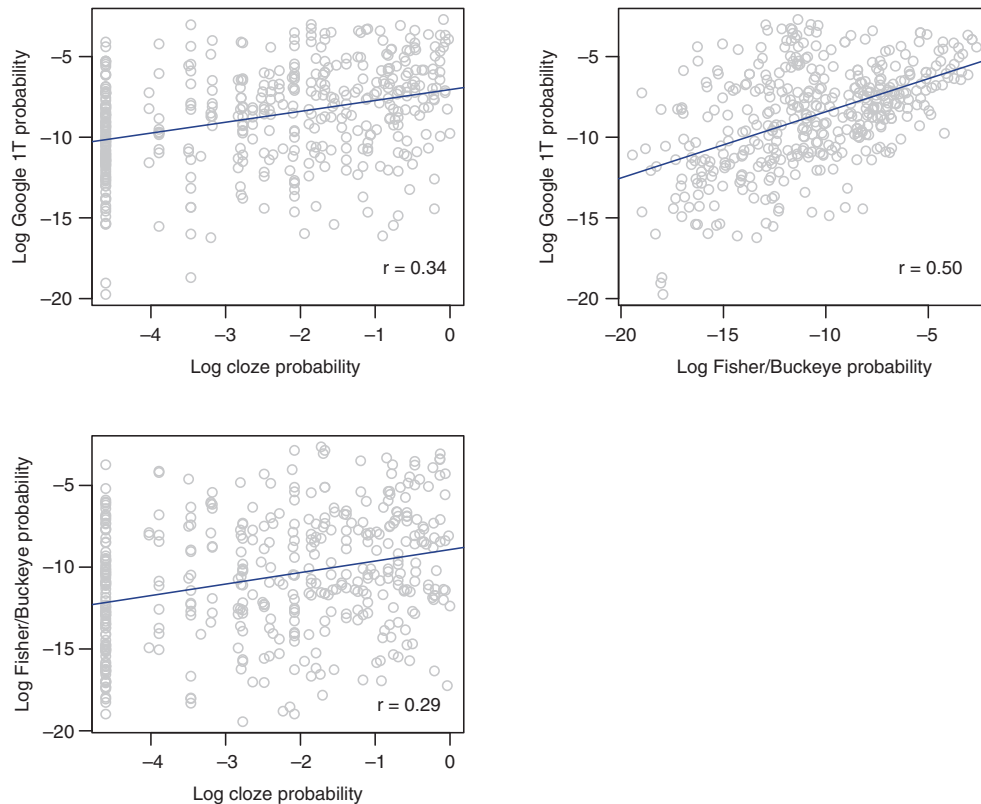 Log Google 1T probability
−5
−10
−15
−20
r = 0.34
−4 −3 −2 −1 0
Log cloze probability
Log Google 1T probability
−5
−10
−15
−20
r = 0.50
−20 −15 −10 −5
Log Fisher/Buckeye probability
Log Fisher/Buckeye probability
−5
−10
−15
−20
r = 0.29
−4 −3 −2 −1 0
Log cloze probability